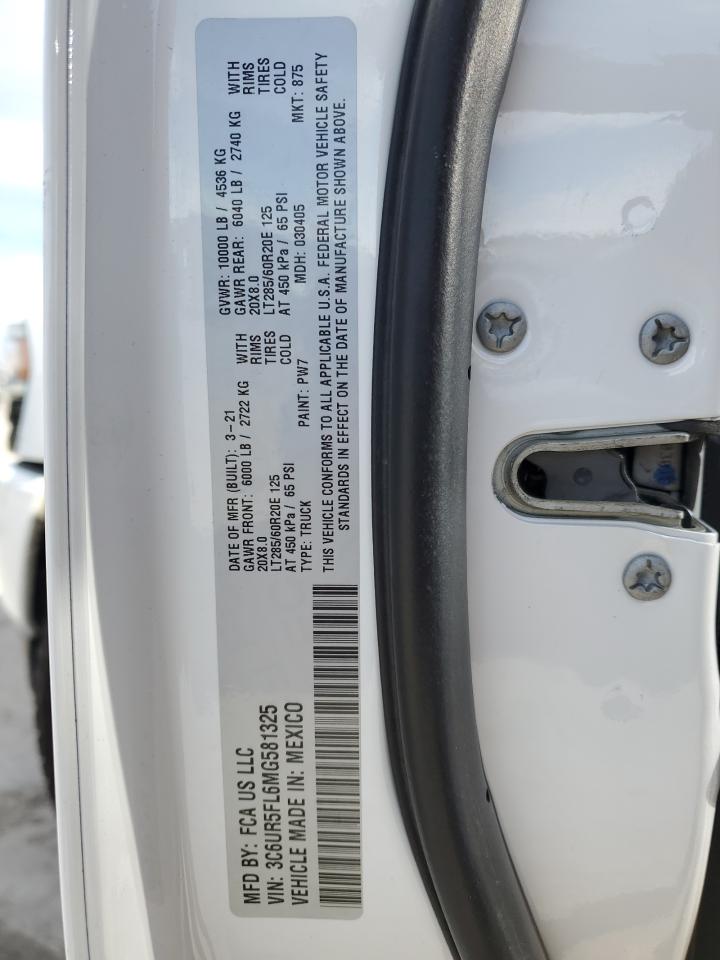 MFD BY: FCA US LLC
VIN: 3C6UR5FL6MG581325
VEHICLE MADE IN: MEXICO
DATE OF MFR (BUILT): 3-21
GAWR FRONT: 6000 LB / 2722 KG WITH
20X8.0 RIMS
LT285/60R20E 125 TIRES
AT 450 kPa / 65 PSI COLD
TYPE: TRUCK PAINT: PW7
GVWR: 10000 LB / 4536 KG
GAWR REAR: 6040 LB / 2740 KG WITH
20X8.0 RIMS
LT285/60R20E 125 TIRES
AT 450 kPa / 65 PSI COLD
MDH: 030405 MKT: 875
THIS VEHICLE CONFORMS TO ALL APPLICABLE U.S.A. FEDERAL MOTOR VEHICLE SAFETY
STANDARDS IN EFFECT ON THE DATE OF MANUFACTURE SHOWN ABOVE.